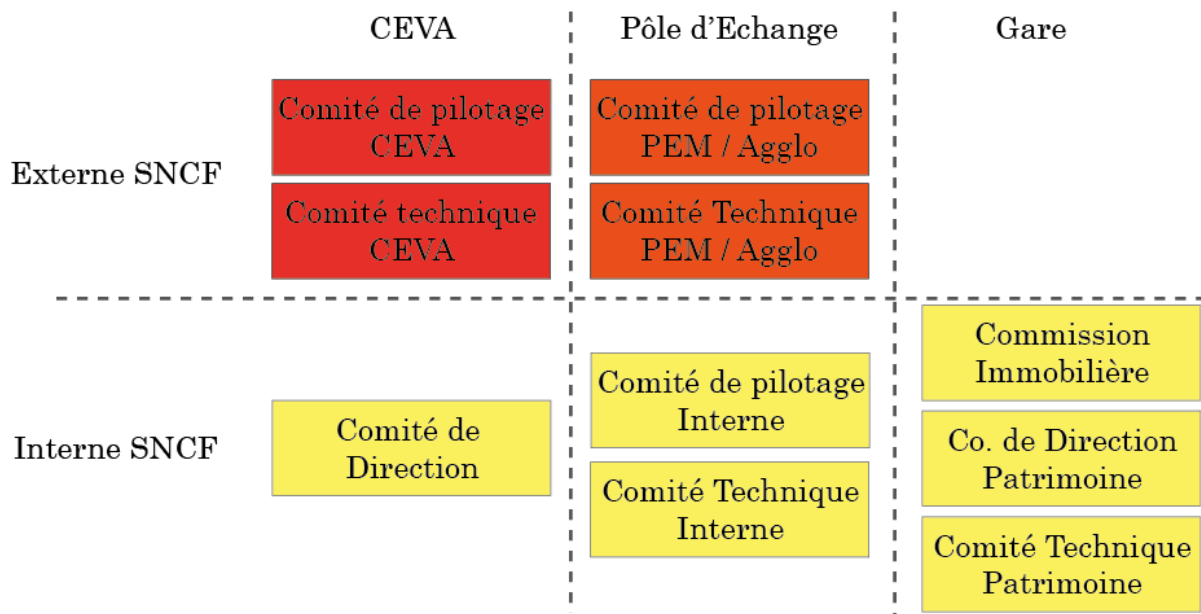 CEVA
Pôle d'Echange
Gare
Externe SNCF
Comité de pilotage
CEVA
Comité technique
CEVA
Comité de pilotage
PEM / Agglo
Comité Technique
PEM / Agglo
Interne SNCF
Comité de
Direction
Comité de pilotage
Interne
Comité Technique
Interne
Commission
Immobilière
Co. de Direction
Patrimoine
Comité Technique
Patrimoine